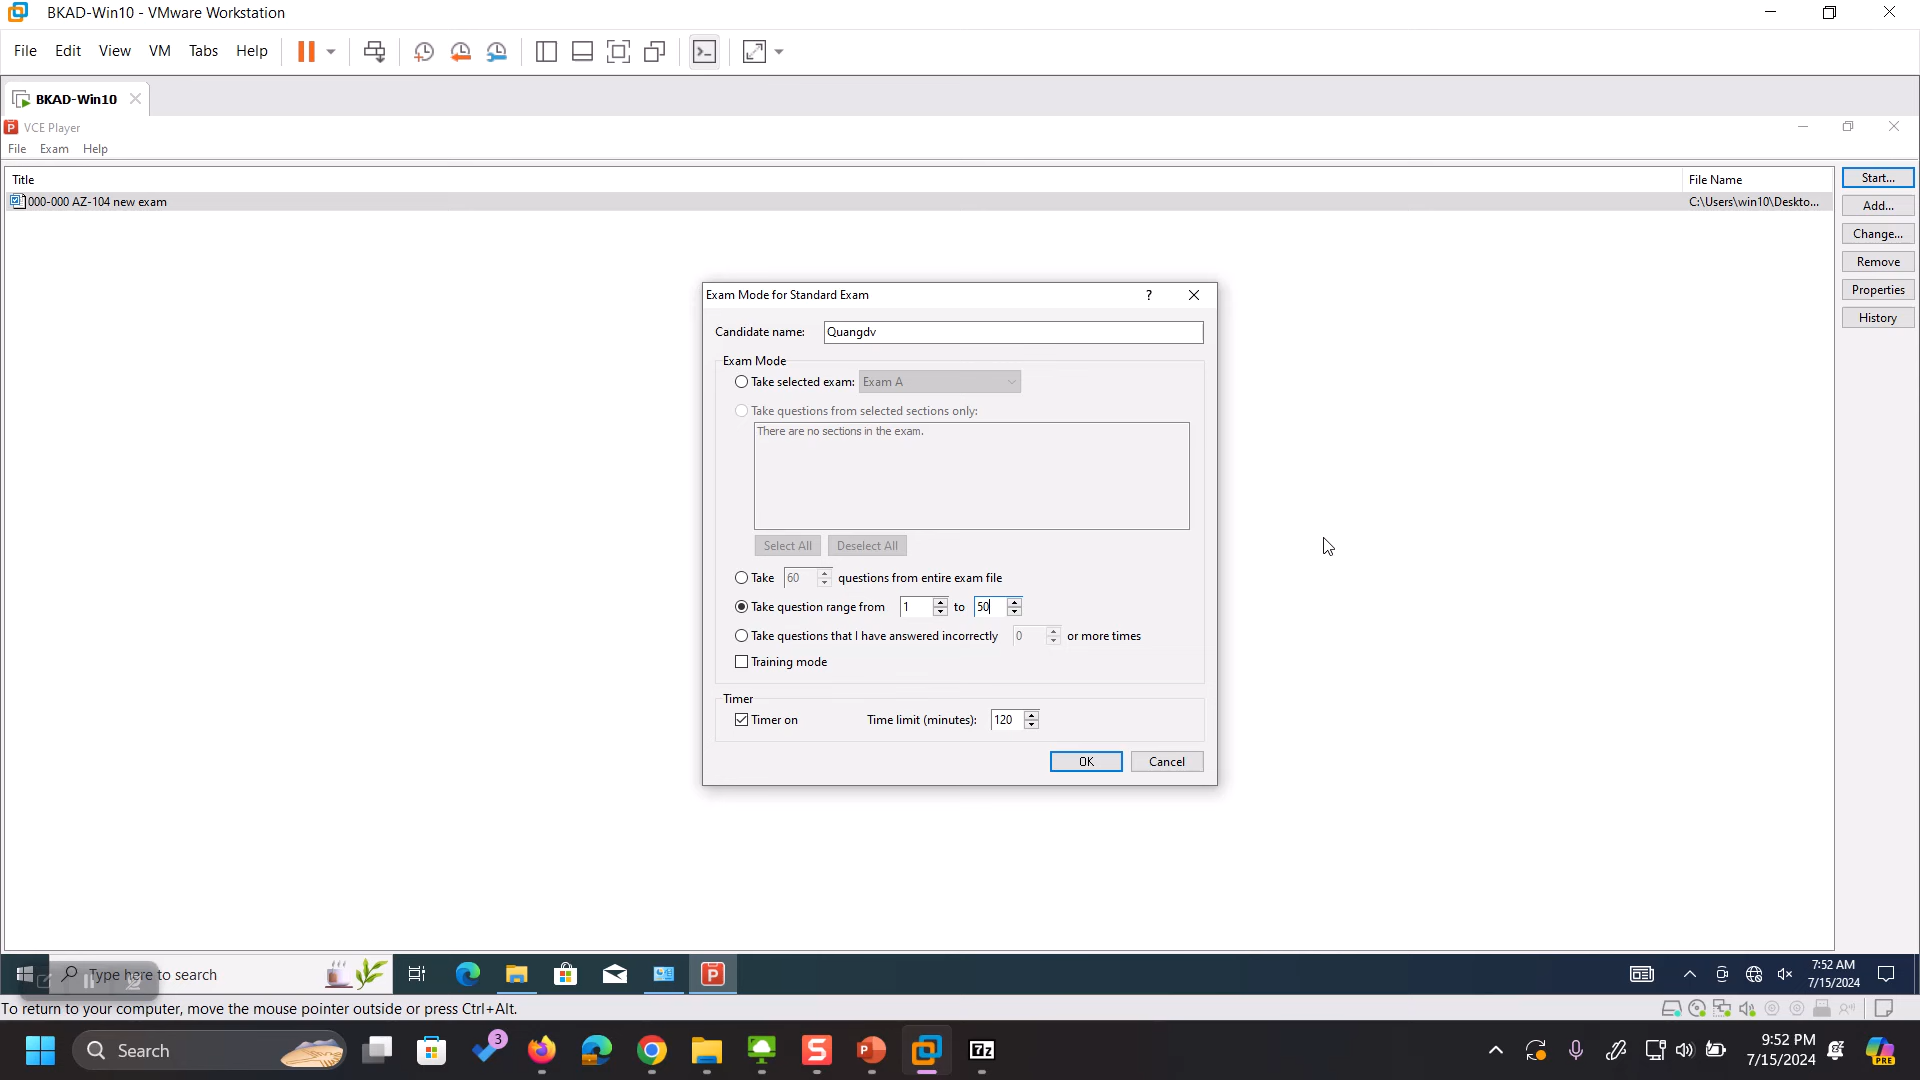 BKAD-Win10 - VMware Workstation
File Edit View VM Tabs Help
BKAD-Win10
VCE Player
File Exam Help
Title File Name
000-000 AZ-104 new exam C:\Users\win10\Deskto...
Start...
Add...
Change...
Remove
Properties
History
Exam Mode for Standard Exam ?
Candidate name: Quangdv
Exam Mode
Take selected exam: Exam A
Take questions from selected sections only:
There are no sections in the exam.
Select All Deselect All
Take 60 questions from entire exam file
Take question range from 1 to 50
Take questions that I have answered incorrectly 0 or more times
Training mode
Timer
Timer on Time limit (minutes): 120
OK Cancel
Type here to search
7:52 AM
7/15/2024
To return to your computer, move the mouse pointer outside or press Ctrl+Alt.
Search
3
7z
9:52 PM
7/15/2024
PRE